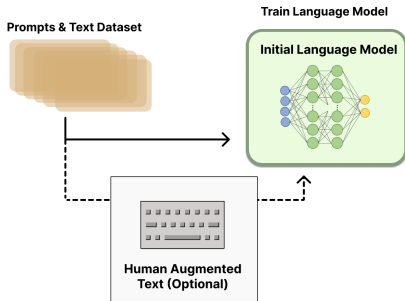 Train Language Model
Prompts & Text Dataset
Initial Language Model
Human Augmented
Text (Optional)